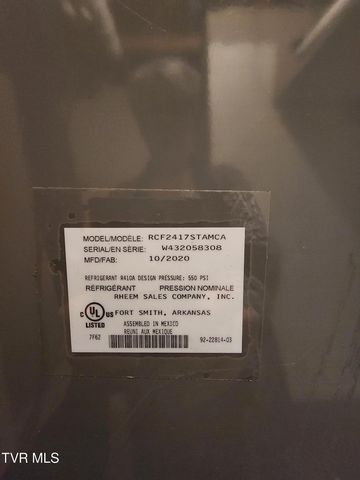 MODEL/MODÈLE: RCF2417STAMCA
SERIAL/EN SÉRIE: W432058308
MFD/FAB: 10/2020
REFRIGERANT R410A DESIGN PRESSURE: 550 PSI
RÉFRIGÉRANT PRESSION NOMINALE
RHEEM SALES COMPANY, INC.
C UL US FORT SMITH, ARKANSAS
LISTED ASSEMBLED IN MEXICO
REUNI AUX MEXIQUE
7F62 92-22814-03
TVR MLS